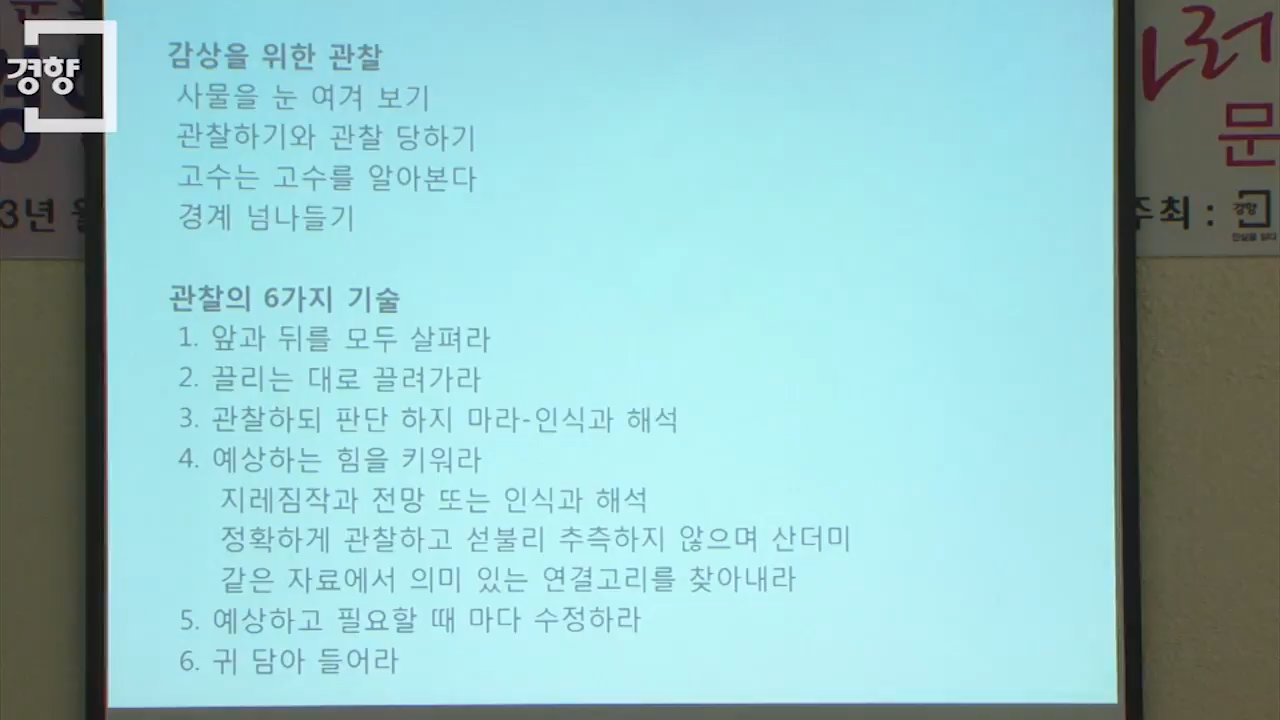 경향
감상을 위한 관찰
사물을 눈 여겨 보기
관찰하기와 관찰 당하기
고수는 고수를 알아본다
경계 넘나들기
관찰의 6가지 기술
1. 앞과 뒤를 모두 살펴라
2. 끌리는 대로 끌려가라
3. 관찰하되 판단 하지 마라-인식과 해석
4. 예상하는 힘을 키워라
지레짐작과 전망 또는 인식과 해석
정확하게 관찰하고 섣불리 추측하지 않으며 산더미
같은 자료에서 의미 있는 연결고리를 찾아내라
5. 예상하고 필요할 때 마다 수정하라
6. 귀 담아 들어라
문
3년
주최 : 경향